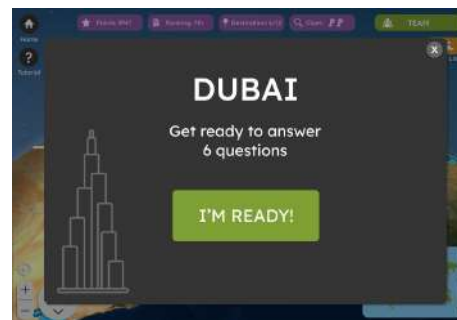 Home
Tutorial
TEAM
X
DUBAI
Get ready to answer
6 questions
I'M READY!